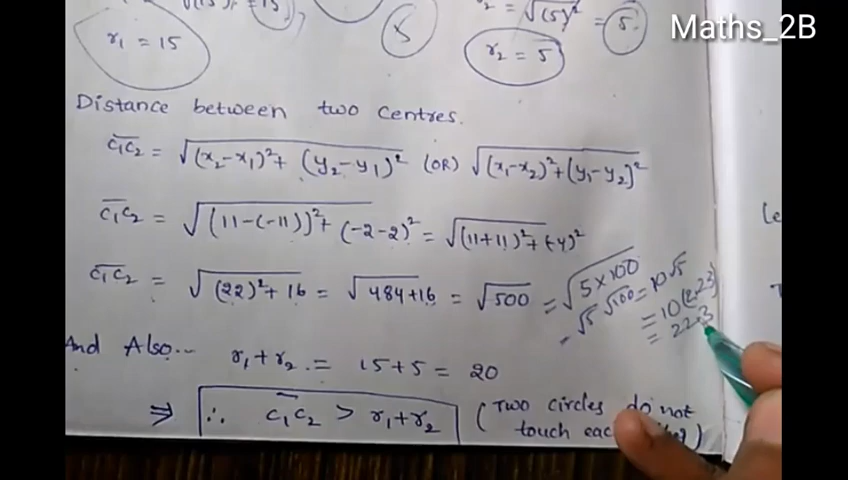 Maths_2B
r₁ = 15
= √(5)² = 5
r₂ = 5
Distance between two centres.
C₁C₂ = √(x₂-x₁)²+ (y₂-y₁)² (OR) √(x₁-x₂)²+(y₁-y₂)²
C₁C₂ = √(11-(-11))²+(-2-2)² = √(11+11)²+(-4)²
C₁C₂ = √(22)²+16 = √484+16 = √500 = √5×100
= √5 √100 = 10√5
= 10(2.23)
= 22.3
And Also... r₁+r₂ = 15+5 = 20
⇒ ∴ C₁C₂ > r₁+r₂ (Two circles do not
touch